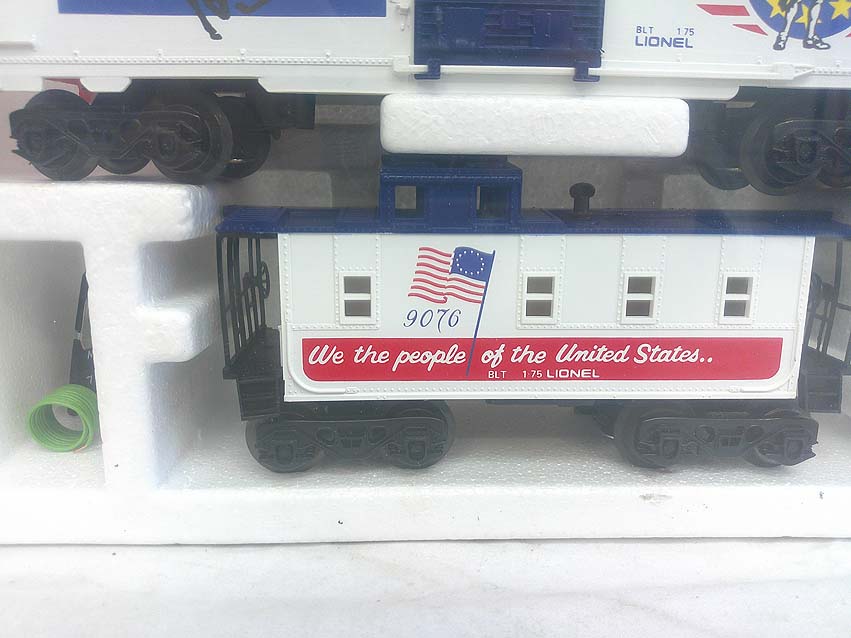 BLT 1 75
LIONEL
9076
We the people of the United States..
BLT 1-75 LIONEL